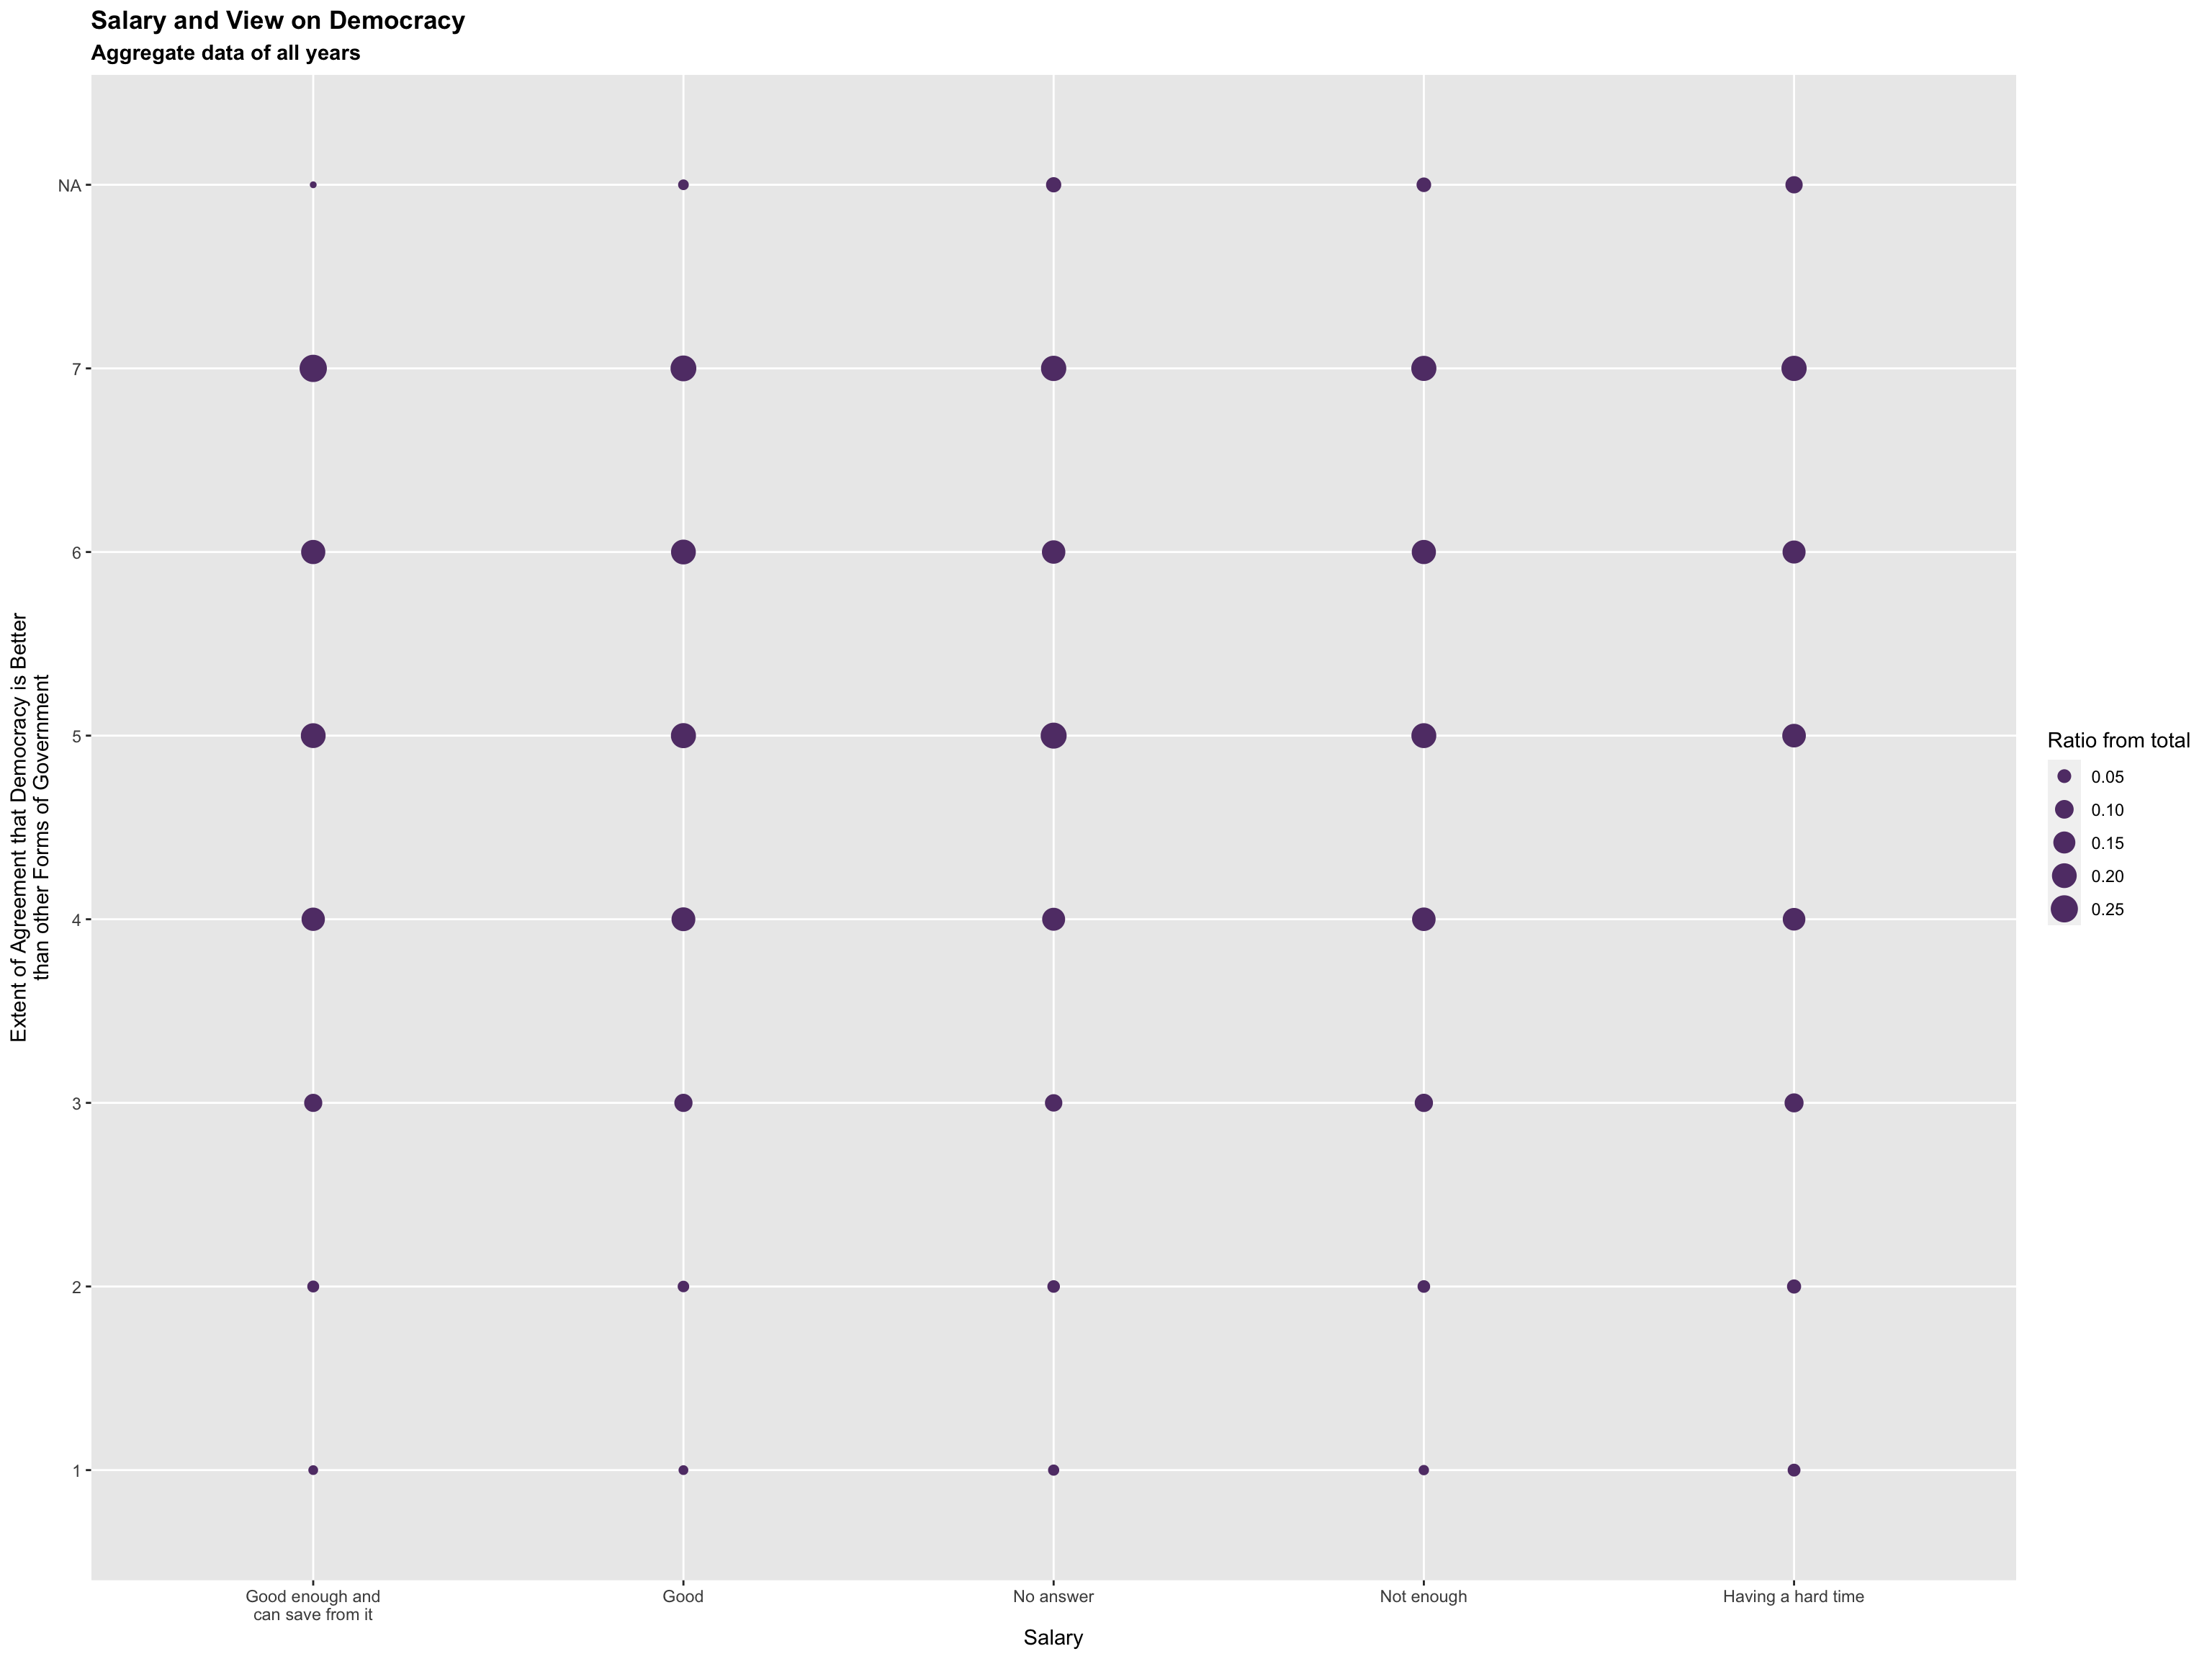 Salary and View on Democracy
Aggregate data of all years
Extent of Agreement that Democracy is Better
than other Forms of Government
NA
7
6
5
4
3
2
1
Good enough and
can save from it
Good
No answer
Not enough
Having a hard time
Salary
Ratio from total
0.05
0.10
0.15
0.20
0.25